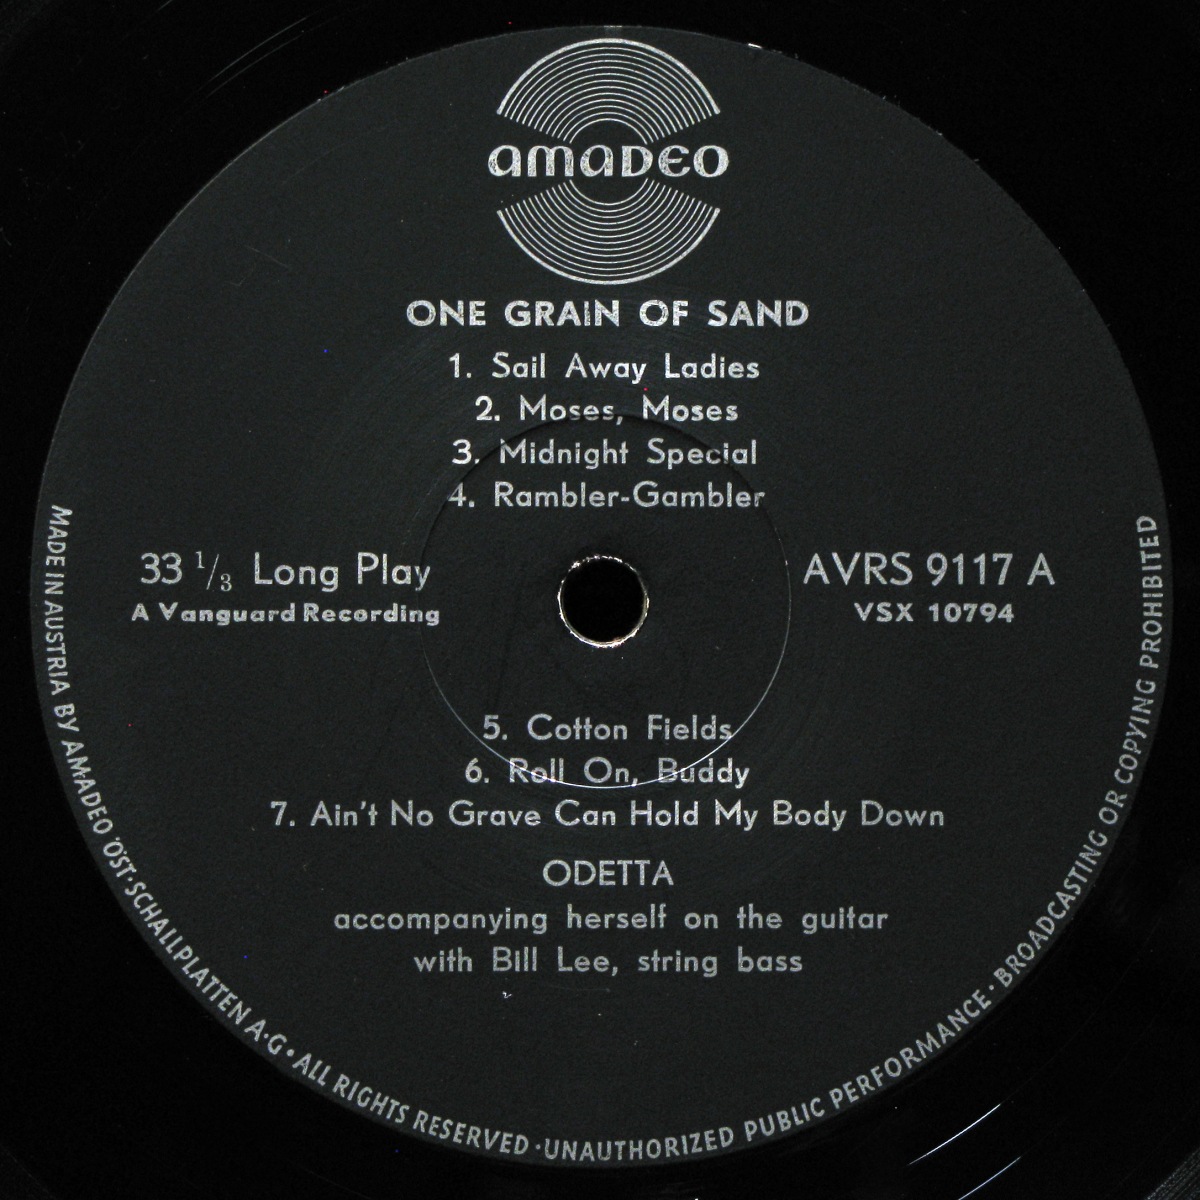 AMADEO
ONE GRAIN OF SAND
1. Sail Away Ladies
2. Moses, Moses
3. Midnight Special
4. Rambler-Gambler
33 1/3 Long Play
A Vanguard Recording
AVRS 9117 A
VSX 10794
5. Cotton Fields
6. Roll On, Buddy
7. Ain't No Grave Can Hold My Body Down
ODETTA
accompanying herself on the guitar
with Bill Lee, string bass
MADE IN AUSTRIA BY AMADEO ÖST·SCHALLPLATTEN A·G·ALL RIGHTS RESERVED·UNAUTHORIZED PUBLIC PERFORMANCE·BROADCASTING OR COPYING PROHIBITED